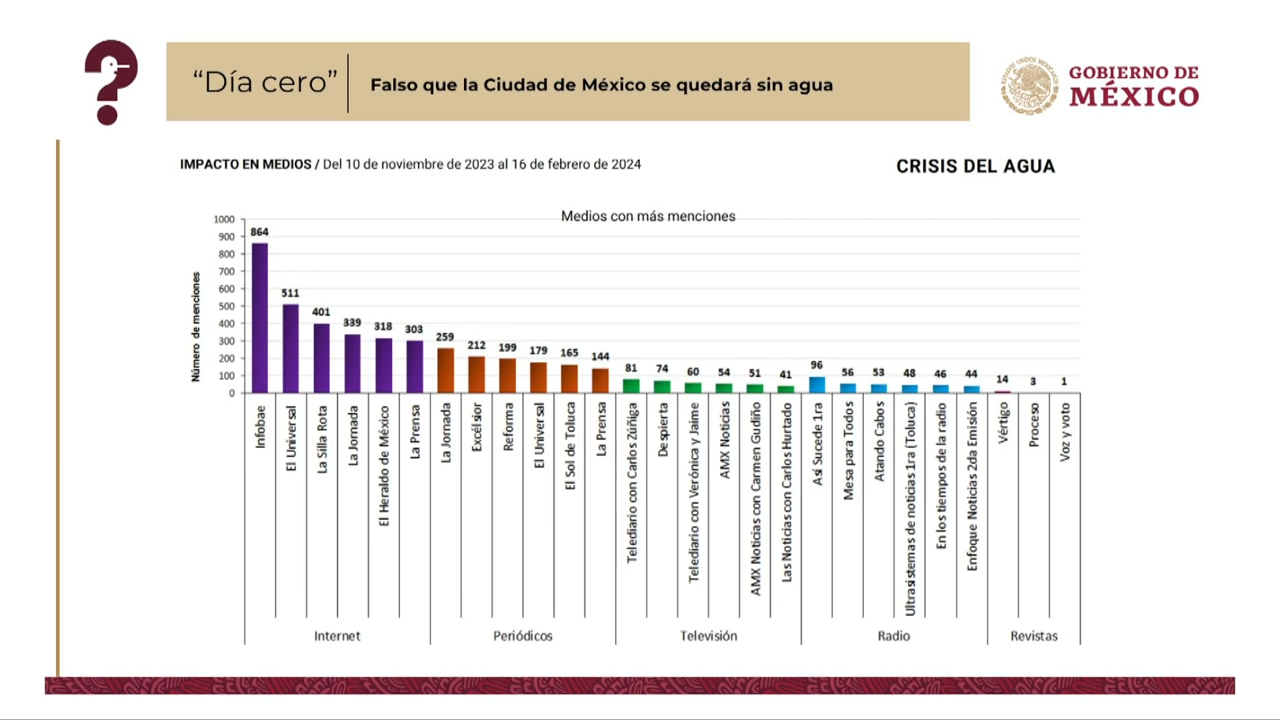 “Día cero”
Falso que la Ciudad de México se quedará sin agua
GOBIERNO DE
MÉXICO
IMPACTO EN MEDIOS / Del 10 de noviembre de 2023 al 16 de febrero de 2024
CRISIS DEL AGUA
Medios con más menciones
Número de menciones
1000
900
800
700
600
500
400
300
200
100
0
864
511
401
339
318
303
259
212
199
179
165
144
81
74
60
54
51
41
96
56
53
48
46
44
14
3
1
Infobae
El Universal
La Silla Rota
La Jornada
El Heraldo de México
La Prensa
La Jornada
Excélsior
Reforma
El Universal
El Sol de Toluca
La Prensa
Telediario con Carlos Zúñiga
Despierta
Telediario con Verónica y Jaime
AMX Noticias
AMX Noticias con Carmen Gudiño
Las Noticias con Carlos Hurtado
Así Sucede 1ra
Mesa para Todos
Atando Cabos
Ultrasistemas de noticias 1ra (Toluca)
En los tiempos de la radio
Enfoque Noticias 2da Emisión
Vértigo
Proceso
Voz y voto
Internet
Periódicos
Televisión
Radio
Revistas